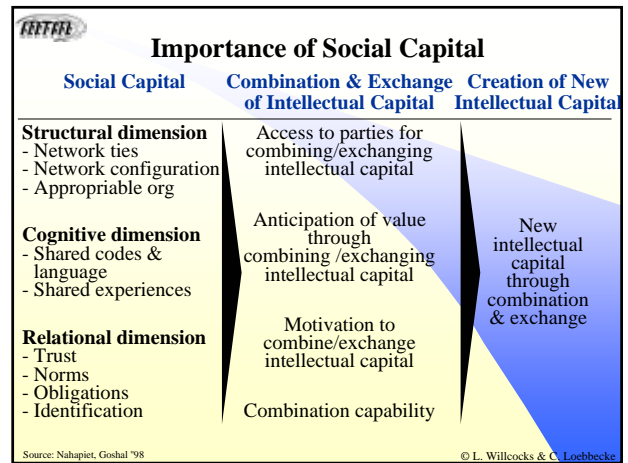 Importance of Social Capital
Social Capital
Combination & Exchange
of Intellectual Capital
Creation of New
Intellectual Capital
Structural dimension
- Network ties
- Network configuration
- Appropriable org
Cognitive dimension
- Shared codes &
language
- Shared experiences
Relational dimension
- Trust
- Norms
- Obligations
- Identification
Access to parties for
combining/exchanging
intellectual capital
Anticipation of value
through
combining /exchanging
intellectual capital
Motivation to
combine/exchange
intellectual capital
Combination capability
New
intellectual
capital
through
combination
& exchange
Source: Nahapiet, Goshal "98
© L. Willcocks & C. Loebbecke